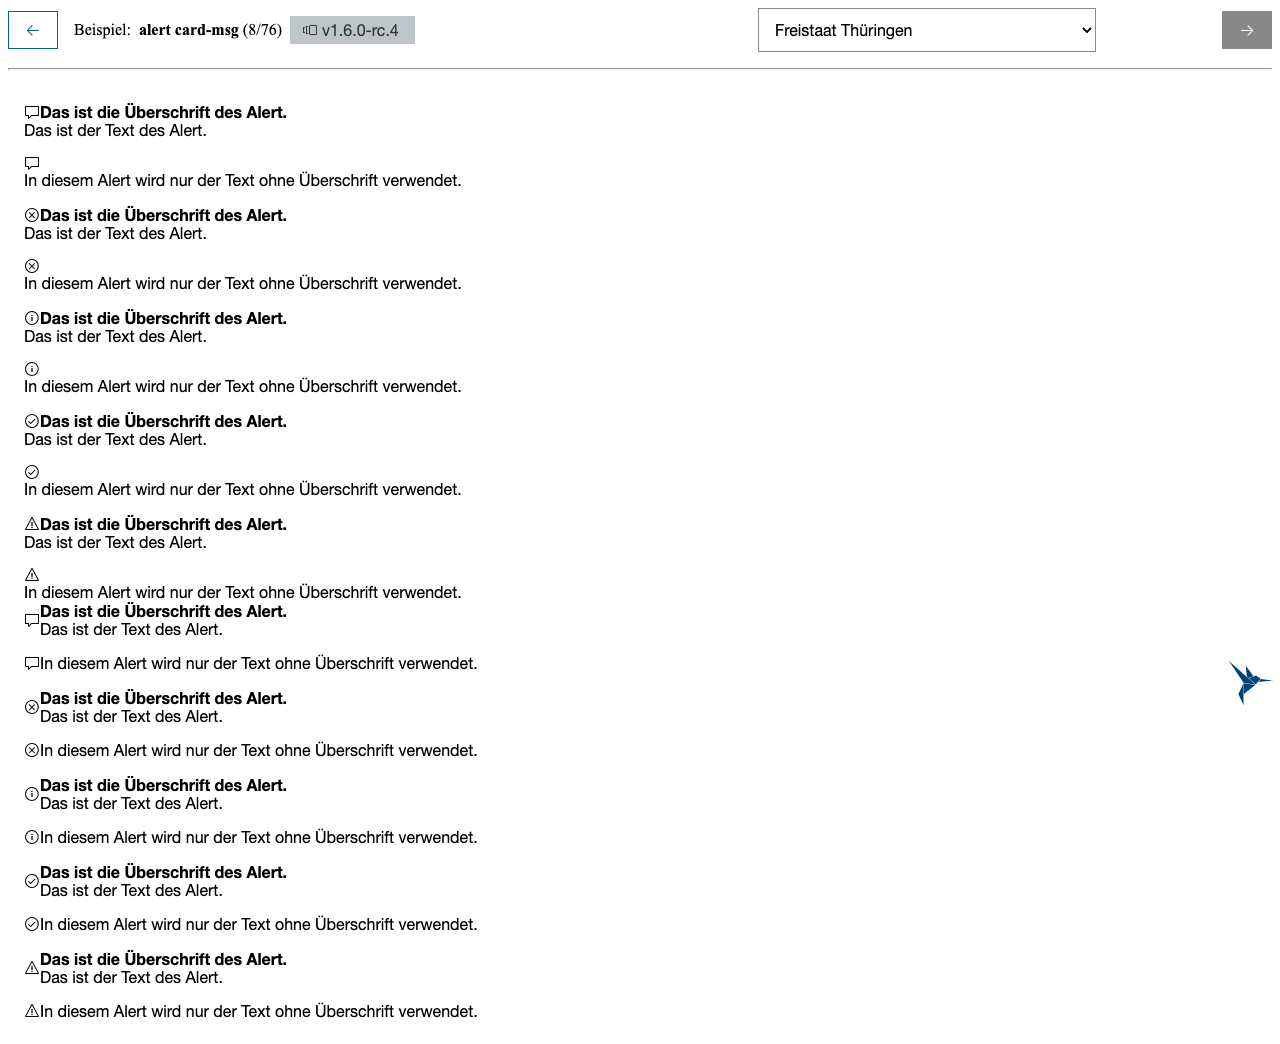 Beispiel: alert card-msg (8/76) v1.6.0-rc.4 Freistaat Thüringen
Das ist die Überschrift des Alert.
Das ist der Text des Alert.
In diesem Alert wird nur der Text ohne Überschrift verwendet.
Das ist die Überschrift des Alert.
Das ist der Text des Alert.
In diesem Alert wird nur der Text ohne Überschrift verwendet.
Das ist die Überschrift des Alert.
Das ist der Text des Alert.
In diesem Alert wird nur der Text ohne Überschrift verwendet.
Das ist die Überschrift des Alert.
Das ist der Text des Alert.
In diesem Alert wird nur der Text ohne Überschrift verwendet.
Das ist die Überschrift des Alert.
Das ist der Text des Alert.
In diesem Alert wird nur der Text ohne Überschrift verwendet.
Das ist die Überschrift des Alert.
Das ist der Text des Alert.
In diesem Alert wird nur der Text ohne Überschrift verwendet.
Das ist die Überschrift des Alert.
Das ist der Text des Alert.
In diesem Alert wird nur der Text ohne Überschrift verwendet.
Das ist die Überschrift des Alert.
Das ist der Text des Alert.
In diesem Alert wird nur der Text ohne Überschrift verwendet.
Das ist die Überschrift des Alert.
Das ist der Text des Alert.
In diesem Alert wird nur der Text ohne Überschrift verwendet.
Das ist die Überschrift des Alert.
Das ist der Text des Alert.
In diesem Alert wird nur der Text ohne Überschrift verwendet.